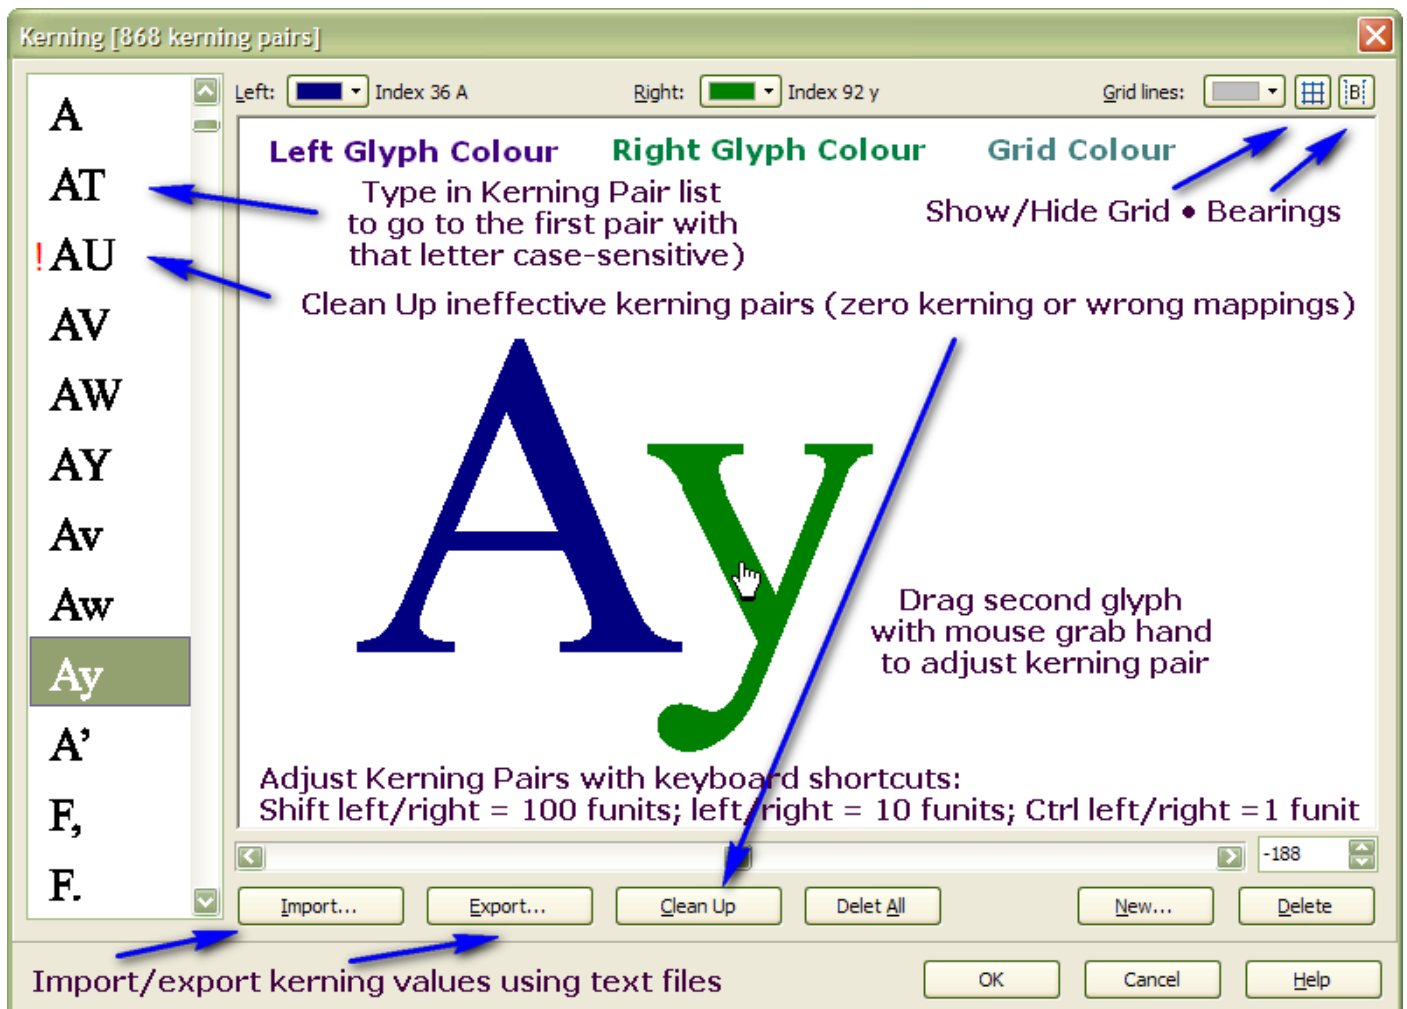 Kerning [868 kerning pairs]
Left: Index 36 A Right: Index 92 y Grid lines: B
A
AT
!AU
AV
AW
AY
Av
Aw
Ay
A’
F,
F.
Left Glyph Colour Right Glyph Colour Grid Colour
Type in Kerning Pair list
to go to the first pair with
that letter case-sensitive)
Show/Hide Grid • Bearings
Clean Up ineffective kerning pairs (zero kerning or wrong mappings)
Ay
Drag second glyph
with mouse grab hand
to adjust kerning pair
Adjust Kerning Pairs with keyboard shortcuts:
Shift left/right = 100 funits; left/right = 10 funits; Ctrl left/right =1 funit
-188
Import... Export... Clean Up Delet All New... Delete
Import/export kerning values using text files
OK Cancel Help